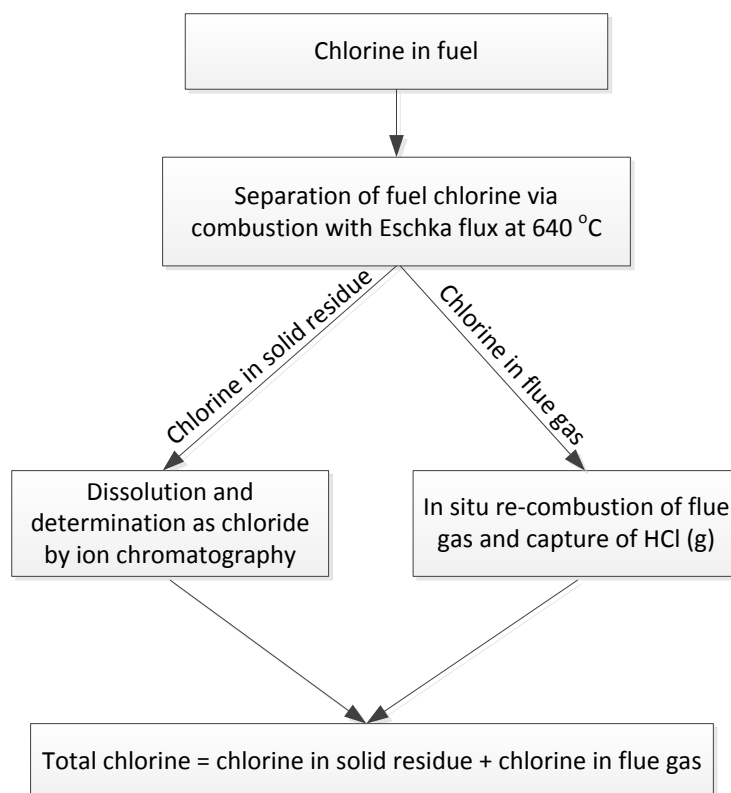 Chlorine in fuel
Separation of fuel chlorine via
combustion with Eschka flux at 640 °C
Chlorine in solid residue
Chlorine in flue gas
Dissolution and
determination as chloride
by ion chromatography
In situ re-combustion of flue
gas and capture of HCl (g)
Total chlorine = chlorine in solid residue + chlorine in flue gas